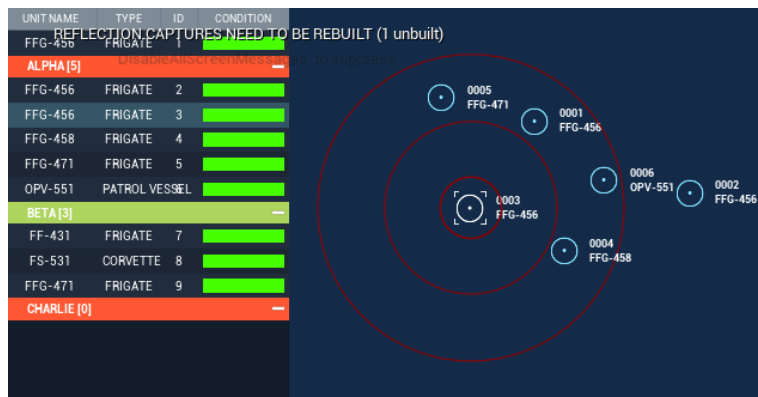 UNIT NAME TYPE ID CONDITION
REFLECTION CAPTURES NEED TO BE REBUILT (1 unbuilt)
FFG-456 FRIGATE 1
'DisableAllScreenMessages' to suppress
ALPHA [5]
FFG-456 FRIGATE 2
FFG-456 FRIGATE 3
FFG-458 FRIGATE 4
FFG-471 FRIGATE 5
OPV-551 PATROL VESSEL 6
BETA [3]
FF-431 FRIGATE 7
FS-531 CORVETTE 8
FFG-471 FRIGATE 9
CHARLIE [0]
0005
FFG-471
0001
FFG-456
0006
OPV-551
0002
FFG-456
0003
FFG-456
0004
FFG-458